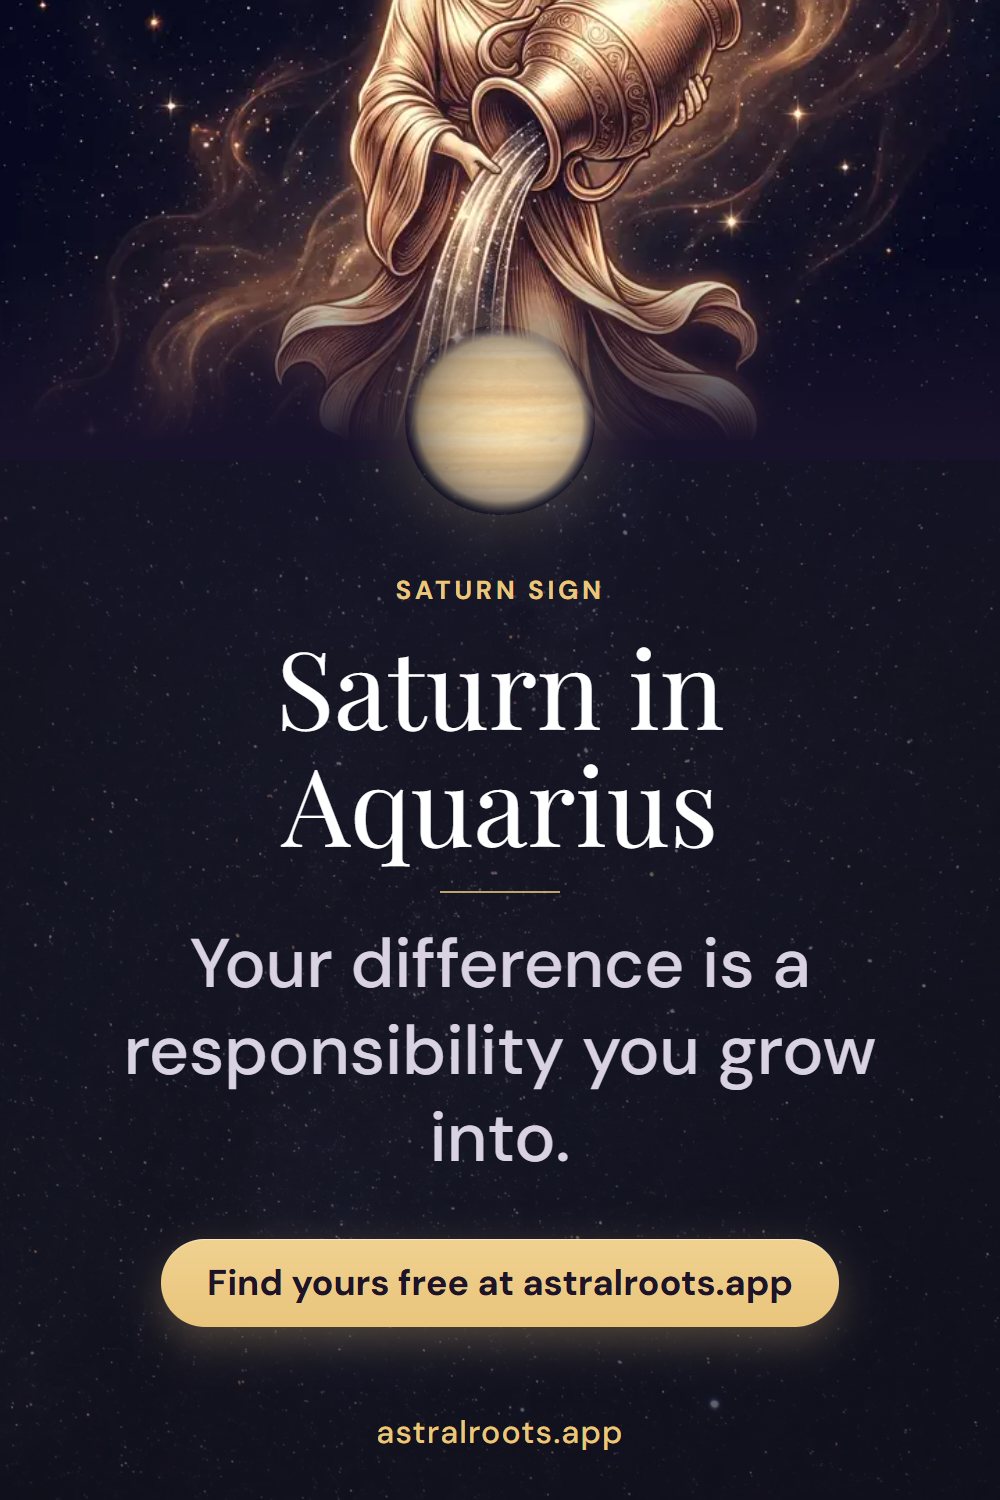 SATURN SIGN
Saturn in
Aquarius
Your difference is a
responsibility you grow
into.
Find yours free at astralroots.app
astralroots.app